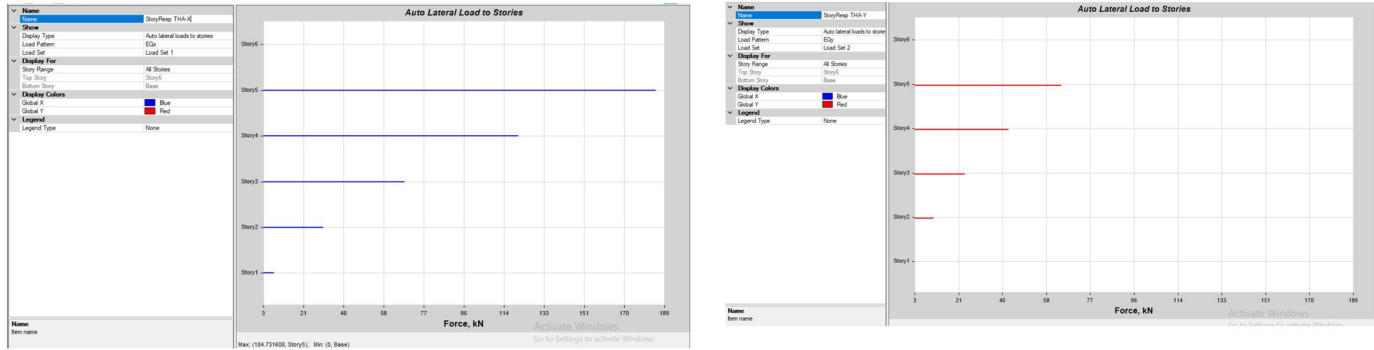 Name
Name StoryResp THA-X
Show
Display Type Auto lateral loads to stories
Load Pattern EQx
Load Set Load Set 1
Display For
Story Range All Stories
Top Story Story6
Bottom Story Base
Display Colors
Global X Blue
Global Y Red
Legend
Legend Type None
Name
Item name
Auto Lateral Load to Stories
Story6
Story5
Story4
Story3
Story2
Story1
3 21 40 58 77 96 114 133 151 170 189
Force, kN
Activate Windows
Go to Settings to activate Windows.
Max: (184.731608, Story5); Min: (0, Base)
Name
Name StoryResp THA-Y
Show
Display Type Auto lateral loads to storie
Load Pattern EQy
Load Set Load Set 2
Display For
Story Range All Stories
Top Story Story6
Bottom Story Base
Display Colors
Global X Blue
Global Y Red
Legend
Legend Type None
Name
Item name
Auto Lateral Load to Stories
Story6
Story5
Story4
Story3
Story2
Story1
3 21 40 58 77 96 114 133 151 170 189
Force, kN
Activate Windows
Go to Settings to activate Windows.